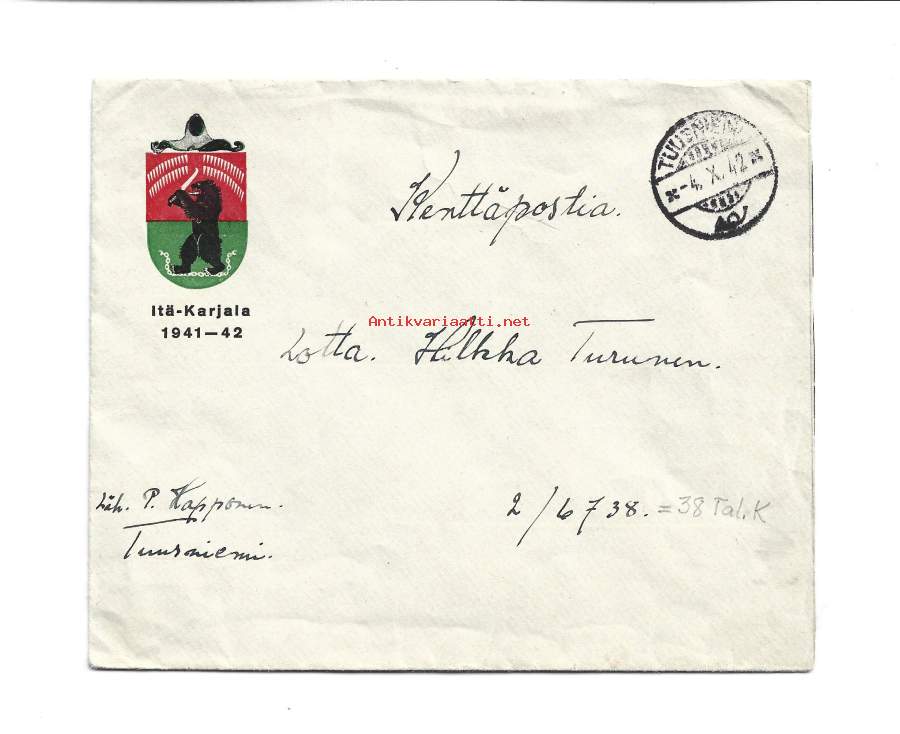 TUUSNIEMI
* -4. X. 42 *
Kenttäpostia.
Itä-Karjala
1941—42
Antikvariaatti.net
Lotta. Hilkka Turunen.
Läh. P. Kapponen.
Tuusniemi.
2/6738. = 38 Tal.K